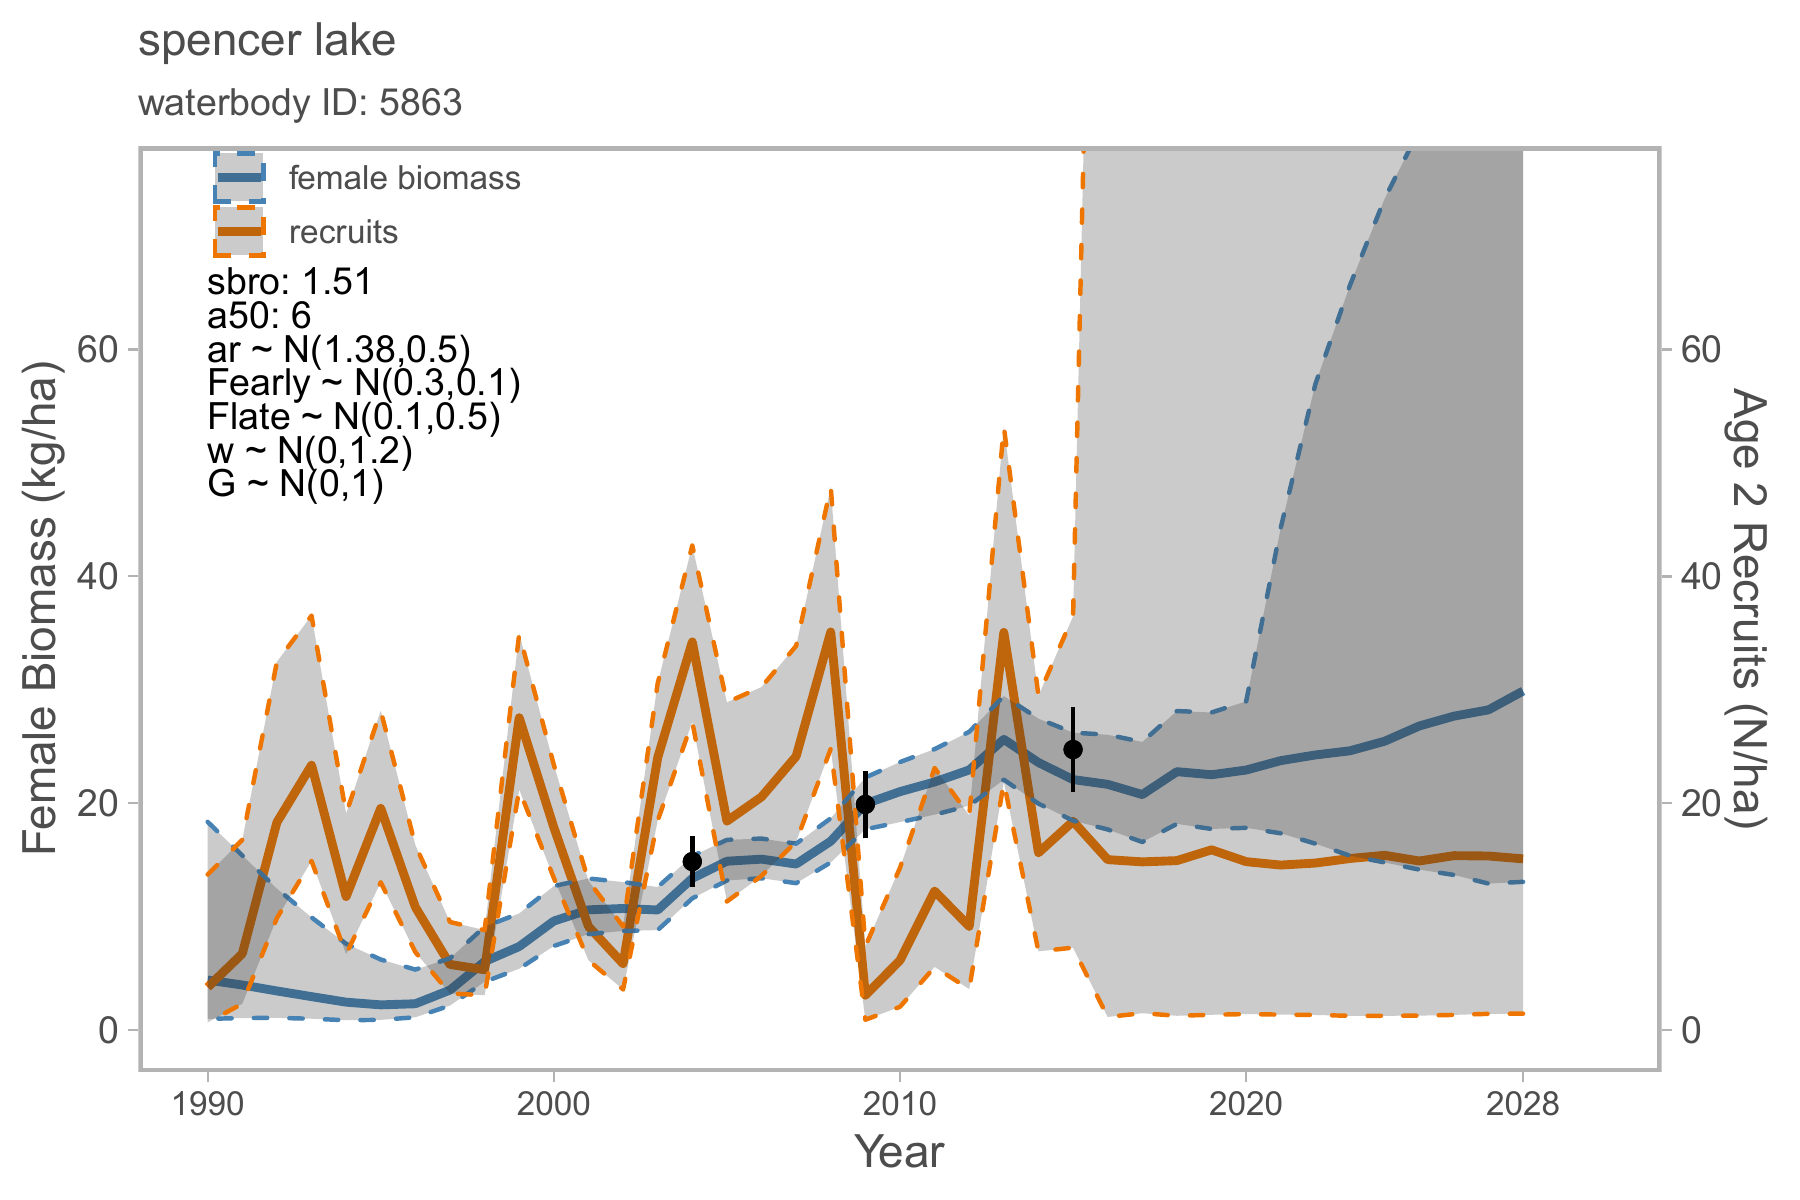 spencer lake
waterbody ID: 5863
female biomass
recruits
sbro: 1.51
a50: 6
ar ~ N(1.38,0.5)
Fearly ~ N(0.3,0.1)
Flate ~ N(0.1,0.5)
w ~ N(0,1.2)
G ~ N(0,1)
Female Biomass (kg/ha)
60
40
20
0
60
40
20
0
Age 2 Recruits (N/ha)
1990 2000 2010 2020 2028
Year